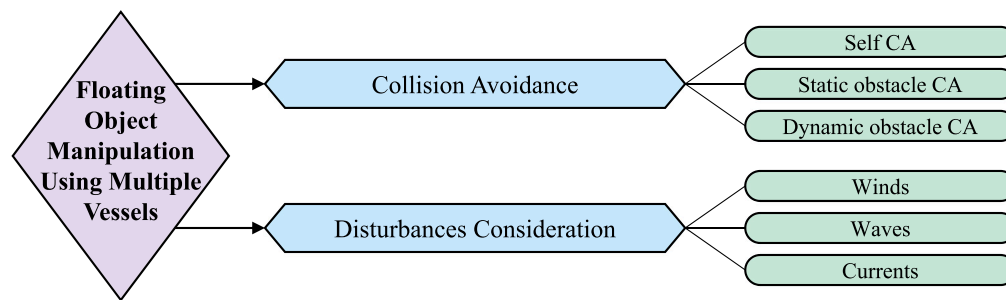 Floating
Object
Manipulation
Using Multiple
Vessels
Collision Avoidance
Self CA
Static obstacle CA
Dynamic obstacle CA
Disturbances Consideration
Winds
Waves
Currents